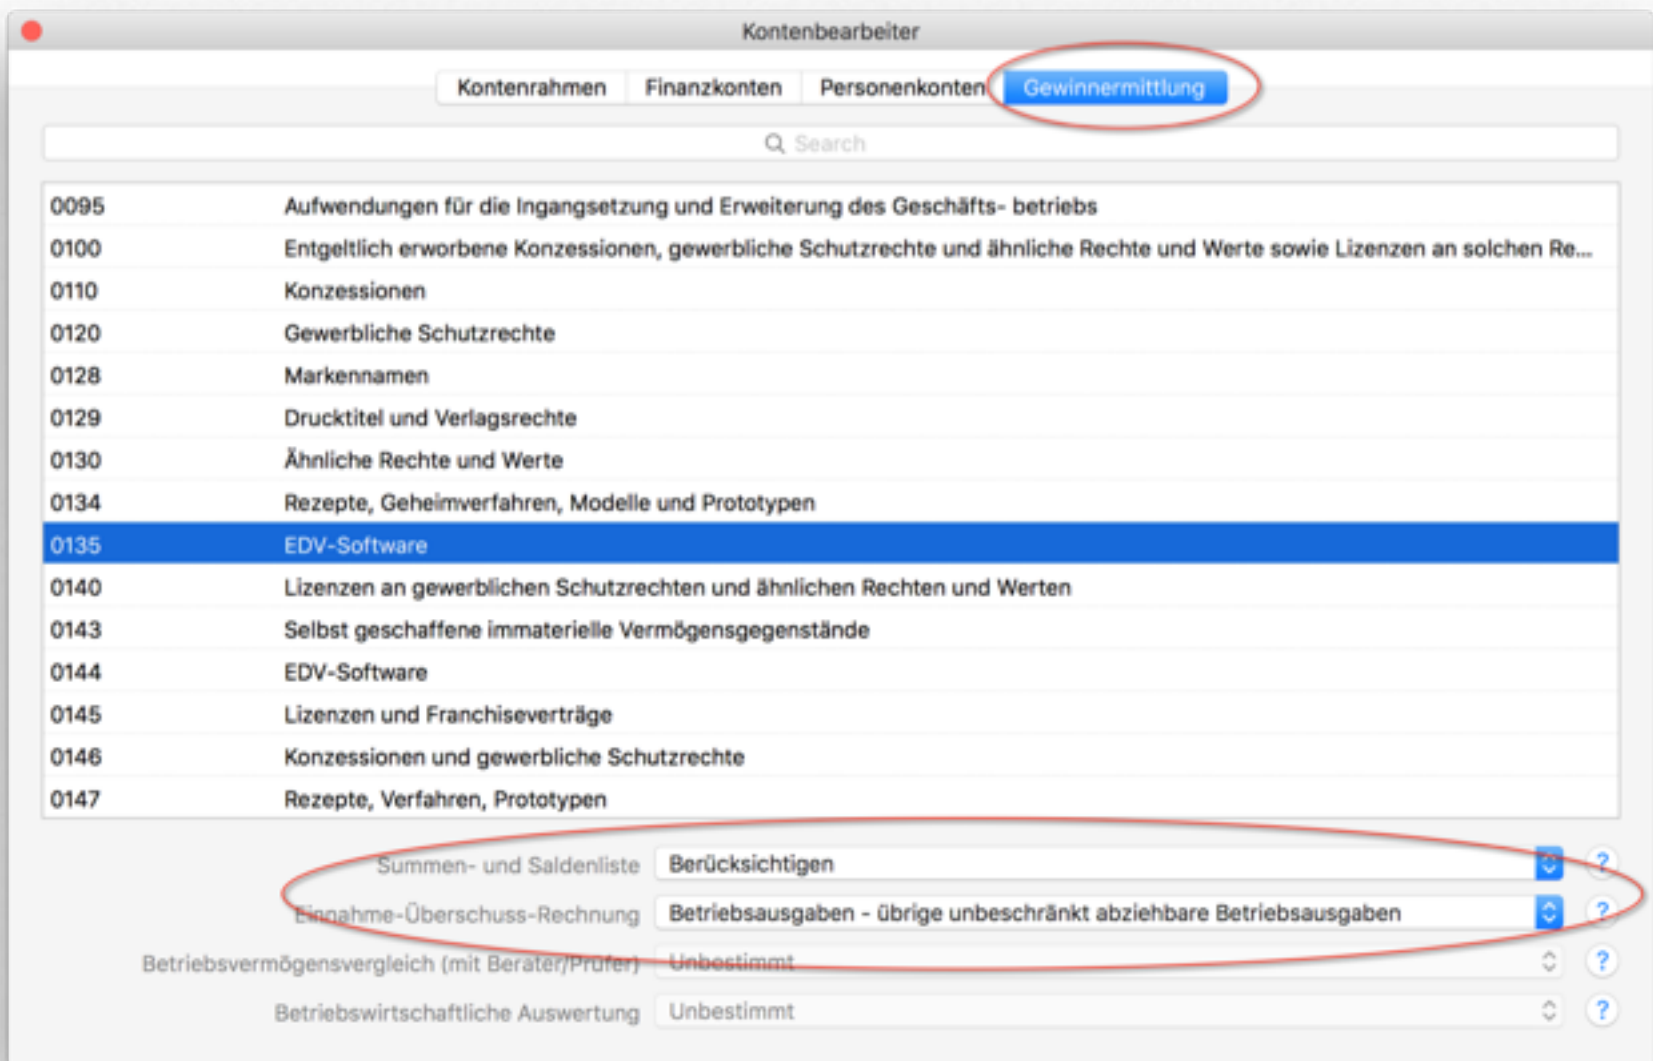 Kontenbearbeiter
Kontenrahmen Finanzkonten Personenkonten Gewinnermittlung
Search
0095 Aufwendungen für die Ingangsetzung und Erweiterung des Geschäfts- betriebs
0100 Entgeltlich erworbene Konzessionen, gewerbliche Schutzrechte und ähnliche Rechte und Werte sowie Lizenzen an solchen Re...
0110 Konzessionen
0120 Gewerbliche Schutzrechte
0128 Markennamen
0129 Drucktitel und Verlagsrechte
0130 Ähnliche Rechte und Werte
0134 Rezepte, Geheimverfahren, Modelle und Prototypen
0135 EDV-Software
0140 Lizenzen an gewerblichen Schutzrechten und ähnlichen Rechten und Werten
0143 Selbst geschaffene immaterielle Vermögensgegenstände
0144 EDV-Software
0145 Lizenzen und Franchiseverträge
0146 Konzessionen und gewerbliche Schutzrechte
0147 Rezepte, Verfahren, Prototypen
Summen- und Saldenliste Berücksichtigen ?
Einnahme-Überschuss-Rechnung Betriebsausgaben - übrige unbeschränkt abziehbare Betriebsausgaben ?
Betriebsvermögensvergleich (mit Berater/Prüfer) Unbestimmt ?
Betriebswirtschaftliche Auswertung Unbestimmt ?